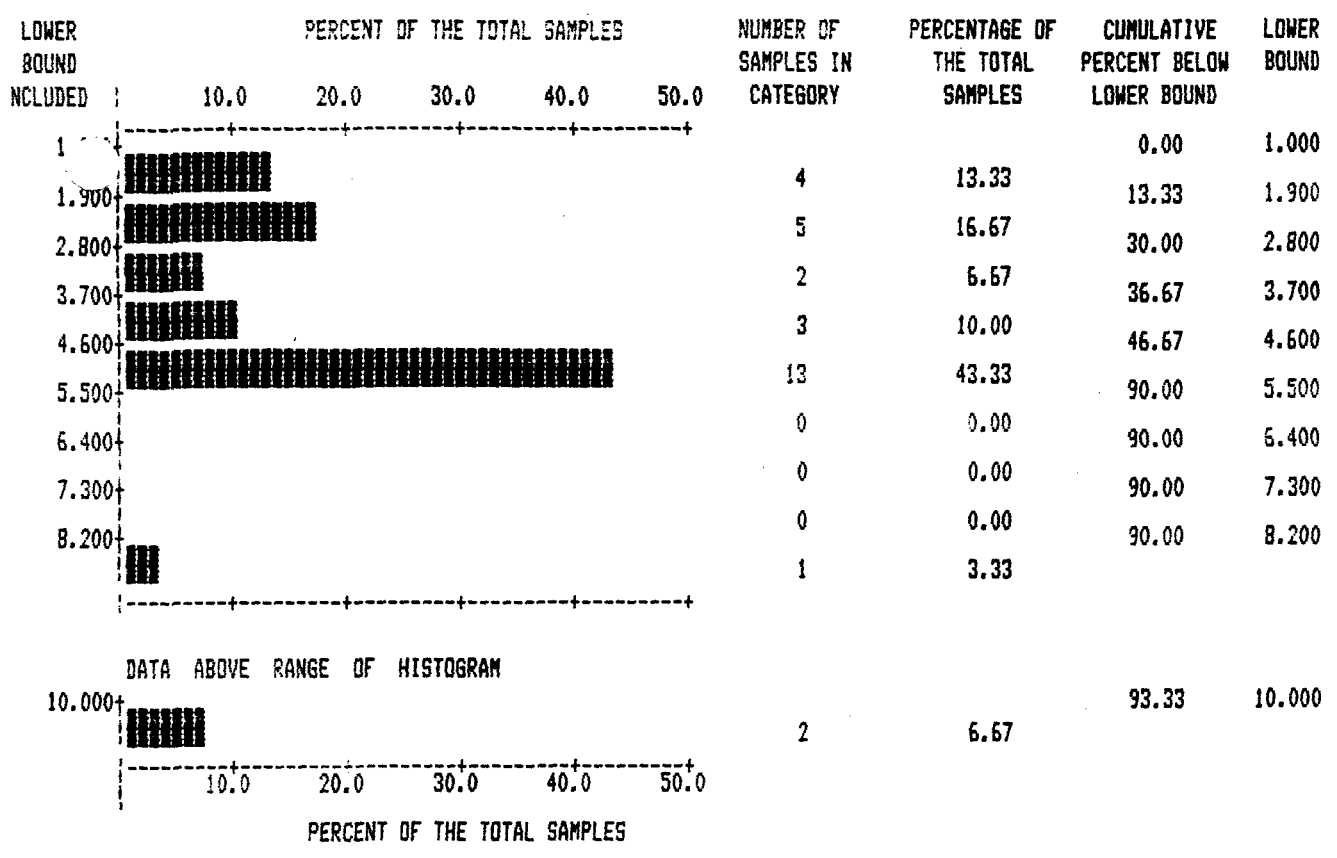 LOWER PERCENT OF THE TOTAL SAMPLES NUMBER OF PERCENTAGE OF CUMULATIVE LOWER
BOUND SAMPLES IN THE TOTAL PERCENT BELOW BOUND
NCLUDED 10.0 20.0 30.0 40.0 50.0 CATEGORY SAMPLES LOWER BOUND
1 0.00 1.000
4 13.33
1.900 13.33 1.900
5 16.67
2.800 30.00 2.800
2 6.67
3.700 36.67 3.700
3 10.00
4.600 46.67 4.600
13 43.33
5.500 90.00 5.500
0 0.00
6.400 90.00 6.400
0 0.00
7.300 90.00 7.300
0 0.00
8.200 90.00 8.200
1 3.33
DATA ABOVE RANGE OF HISTOGRAM
10.000 93.33 10.000
2 6.67
10.0 20.0 30.0 40.0 50.0
PERCENT OF THE TOTAL SAMPLES